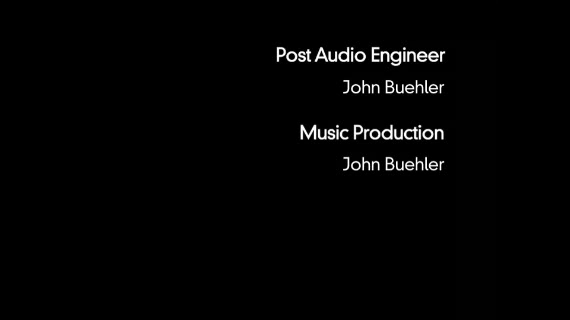 Post Audio Engineer
John Buehler
Music Production
John Buehler